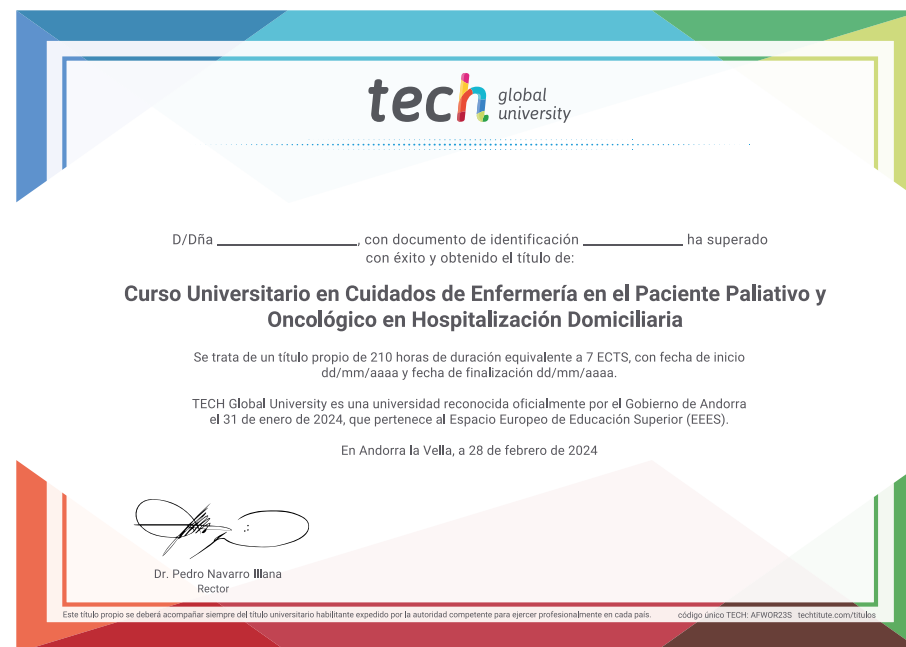 tech global university
D/Dña ____________________, con documento de identificación ______________ ha superado
con éxito y obtenido el título de:
Curso Universitario en Cuidados de Enfermería en el Paciente Paliativo y
Oncológico en Hospitalización Domiciliaria
Se trata de un título propio de 210 horas de duración equivalente a 7 ECTS, con fecha de inicio
dd/mm/aaaa y fecha de finalización dd/mm/aaaa.
TECH Global University es una universidad reconocida oficialmente por el Gobierno de Andorra
el 31 de enero de 2024, que pertenece al Espacio Europeo de Educación Superior (EEES).
En Andorra la Vella, a 28 de febrero de 2024
Dr. Pedro Navarro Illana
Rector
Este título propio se deberá acompañar siempre del título universitario habilitante expedido por la autoridad competente para ejercer profesionalmente en cada país. código único TECH: AFWOR23S techtitute.com/titulos